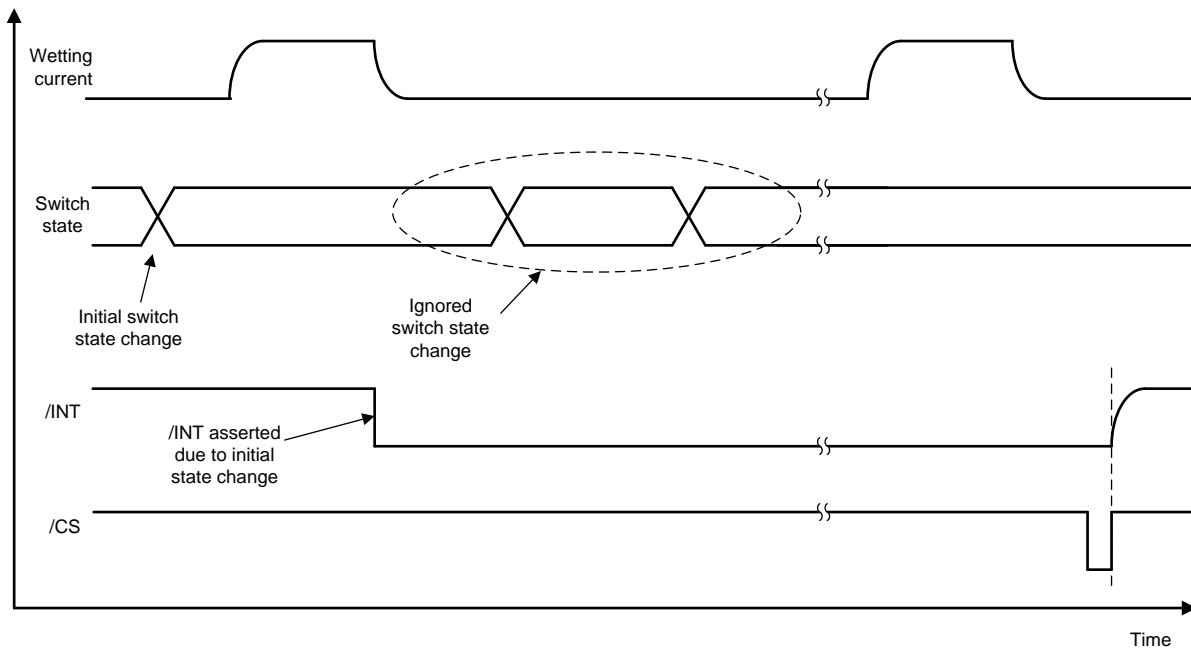 Wetting
current
Switch
state
Initial switch
state change
Ignored
switch state
change
/INT
/INT asserted
due to initial
state change
/CS
Time